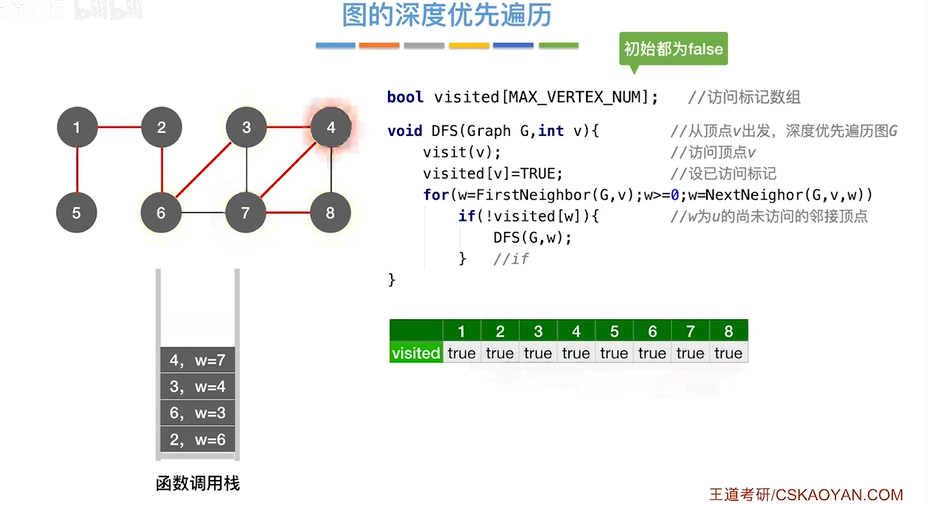 图的深度优先遍历
初始都为false
bool visited[MAX_VERTEX_NUM];   //访问标记数组
void DFS(Graph G,int v){   //从顶点v出发，深度优先遍历图G
visit(v);   //访问顶点v
visited[v]=TRUE;   //设已访问标记
for(w=FirstNeighbor(G,v);w>=0;w=NextNeighor(G,v,w))
if(!visited[w]){   //w为u的尚未访问的邻接顶点
DFS(G,w);
}   //if
}
1 2 3 4
5 6 7 8
1 2 3 4 5 6 7 8
visited true true true true true true true true
4，w=7
3，w=4
6，w=3
2，w=6
函数调用栈
王道考研/CSKAOYAN.COM
bilibili